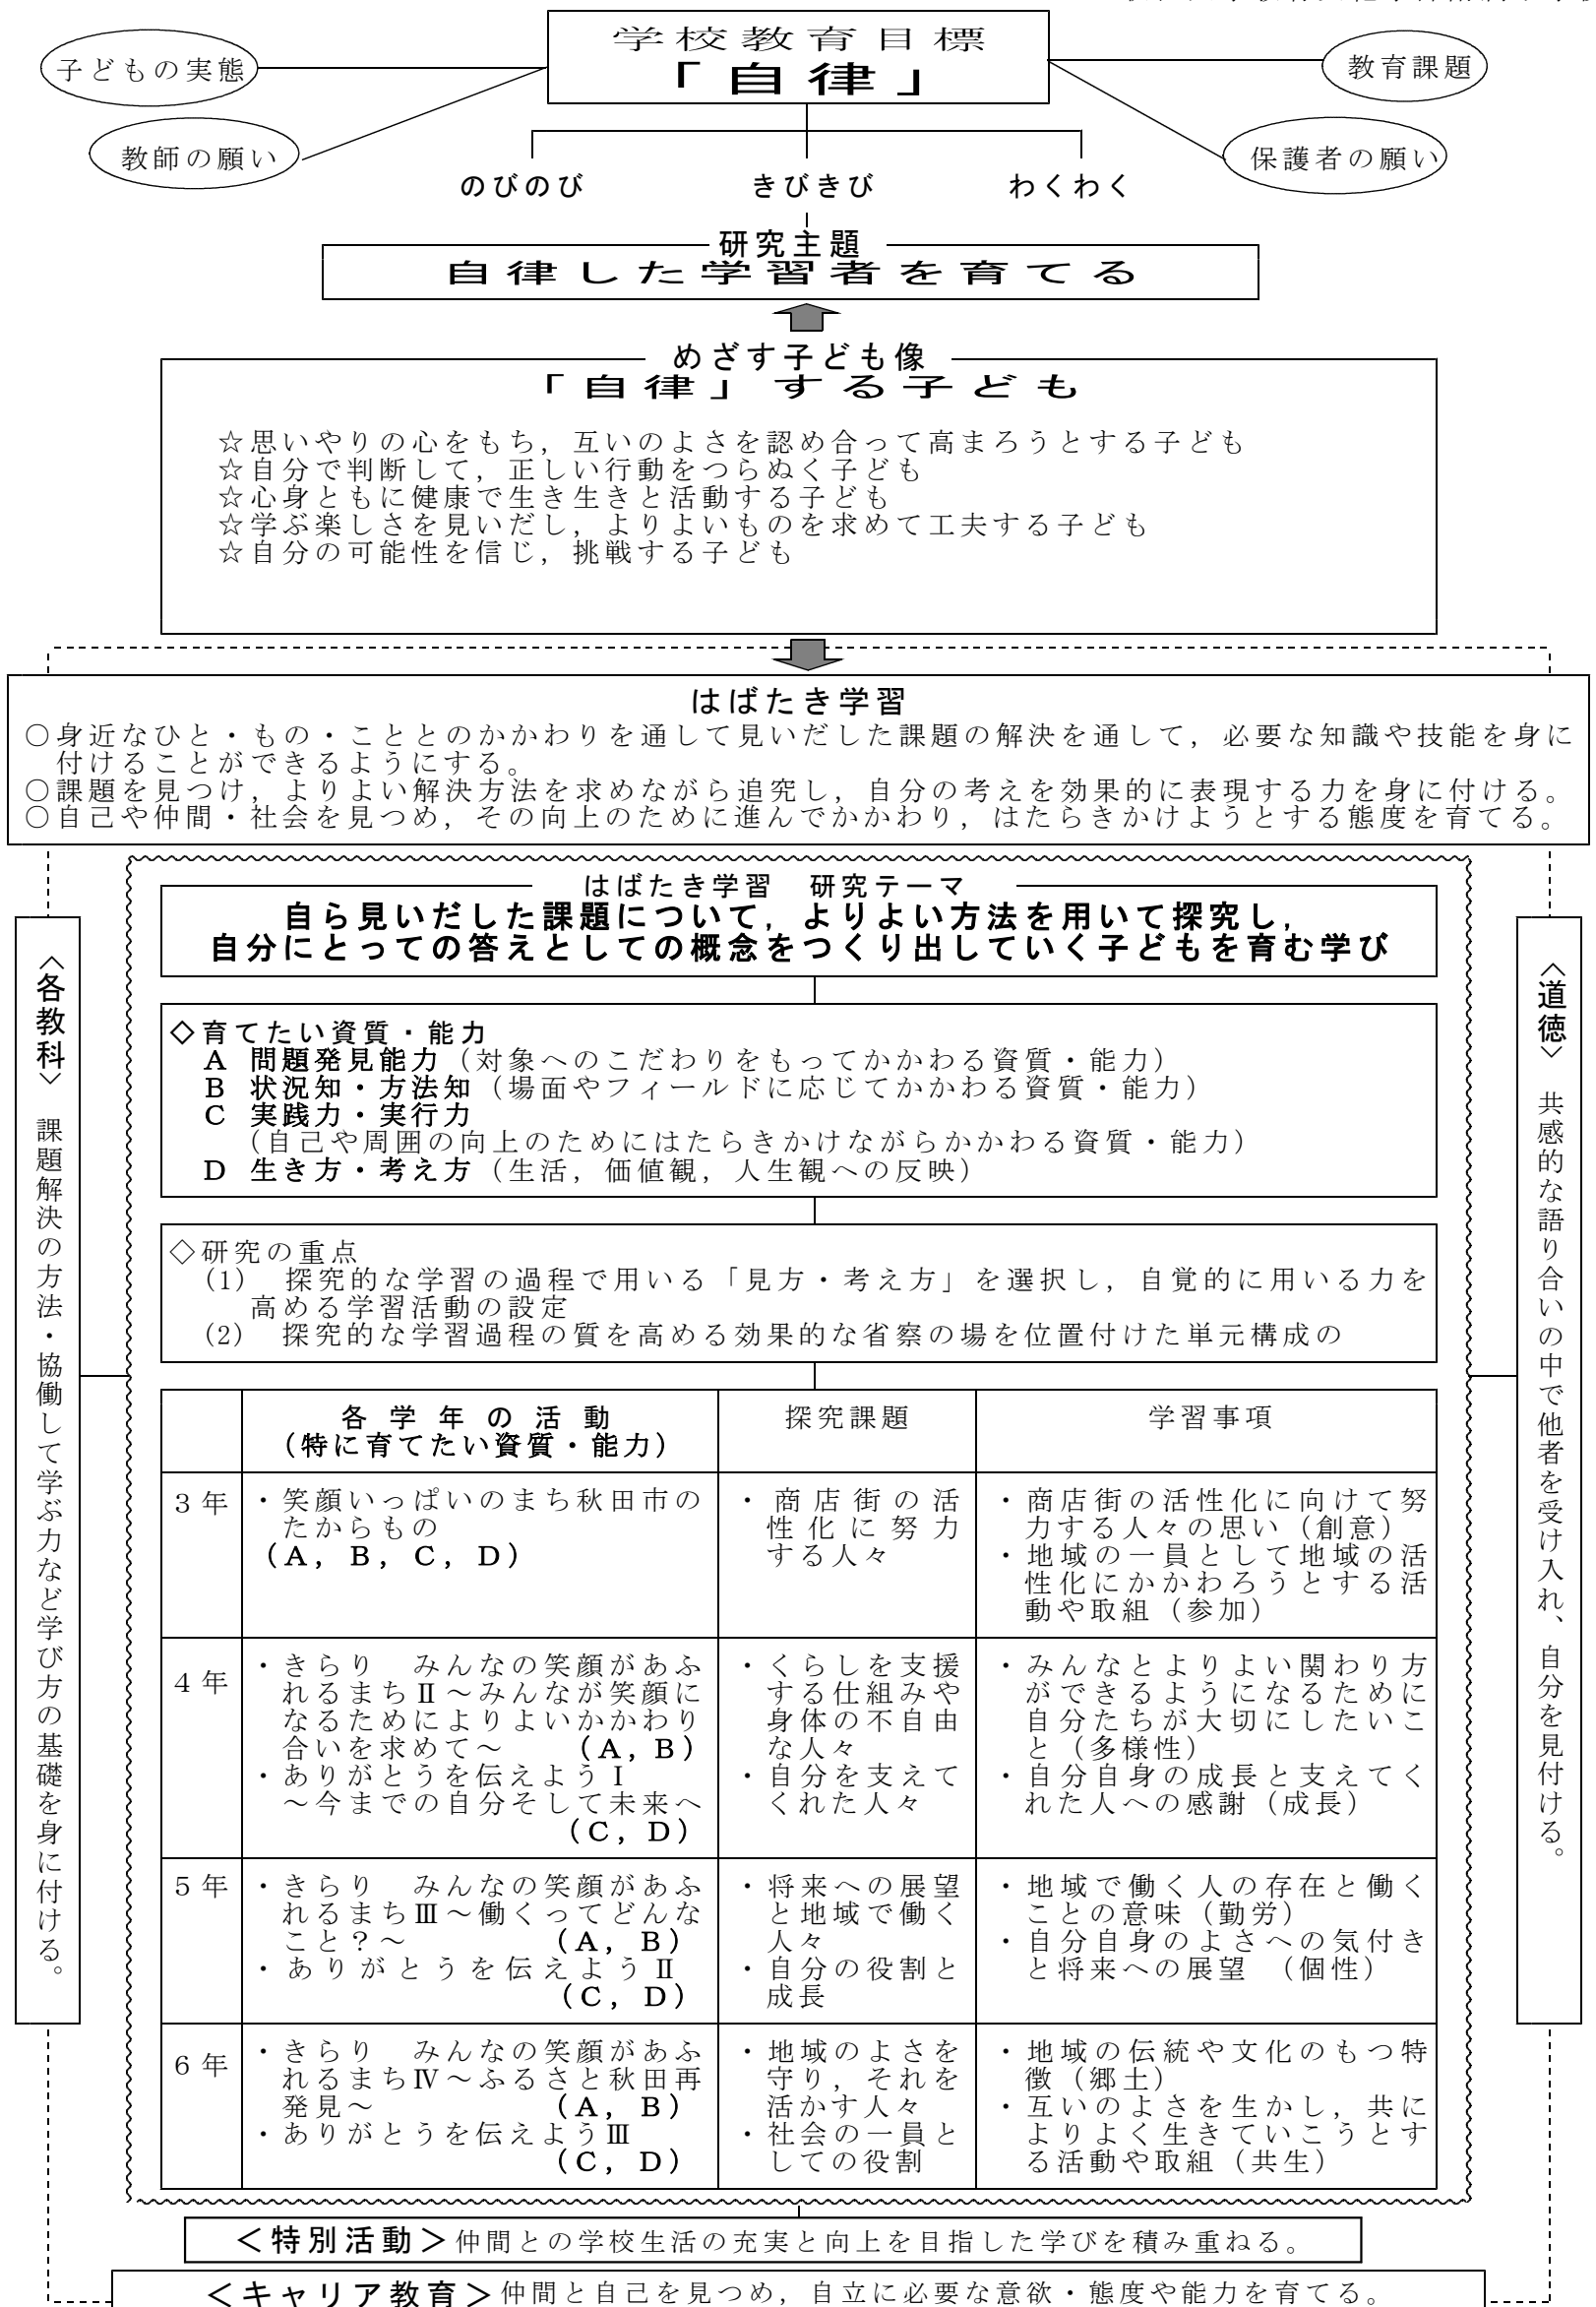 学校教育目標
「自律」
子どもの実態
教育課題
教師の願い
保護者の願い
のびのび
きびきび
わくわく
研究主題
自律した学習者を育てる
めざす子ども像
「自律」する子ども
☆思いやりの心をもち，互いのよさを認め合って高まろうとする子ども
☆自分で判断して，正しい行動をつらぬく子ども
☆心身ともに健康で生き生きと活動する子ども
☆学ぶ楽しさを見いだし，よりよいものを求めて工夫する子ども
☆自分の可能性を信じ，挑戦する子ども
はばたき学習
○身近なひと・もの・こととのかかわりを通して見いだした課題の解決を通して，必要な知識や技能を身に
付けることができるようにする。
○課題を見つけ，よりよい解決方法を求めながら追究し，自分の考えを効果的に表現する力を身に付ける。
○自己や仲間・社会を見つめ，その向上のために進んでかかわり，はたらきかけようとする態度を育てる。
〈各教科〉　課題解決の方法・協働して学ぶ力など学び方の基礎を身に付ける。
はばたき学習　研究テーマ
自ら見いだした課題について，よりよい方法を用いて探究し，
自分にとっての答えとしての概念をつくり出していく子どもを育む学び
◇育てたい資質・能力
A 問題発見能力（対象へのこだわりをもってかかわる資質・能力）
B 状況知・方法知（場面やフィールドに応じてかかわる資質・能力）
C 実践力・実行力
（自己や周囲の向上のためにはたらきかけながらかかわる資質・能力）
D 生き方・考え方（生活，価値観，人生観への反映）
◇研究の重点
(1)　探究的な学習の過程で用いる「見方・考え方」を選択し，自覚的に用いる力を
高める学習活動の設定
(2)　探究的な学習過程の質を高める効果的な省察の場を位置付けた単元構成の
各学年の活動
（特に育てたい資質・能力）
探究課題
学習事項
3年
・笑顔いっぱいのまち秋田市の
たからもの
（A，B，C，D）
・商店街の活
性化に努力
する人々
・商店街の活性化に向けて努
力する人々の思い（創意）
・地域の一員として地域の活
性化にかかわろうとする活
動や取組（参加）
4年
・きらり　みんなの笑顔があふ
れるまちⅡ～みんなが笑顔に
なるためによりよいかかわり
合いを求めて～　（A，B）
・ありがとうを伝えようⅠ
～今までの自分そして未来へ
（C，D）
・くらしを支援
する仕組みや
身体の不自由
な人々
・自分を支えて
くれた人々
・みんなとよりよい関わり方
ができるようになるために
自分たちが大切にしたいこ
と（多様性）
・自分自身の成長と支えてく
れた人への感謝（成長）
5年
・きらり　みんなの笑顔があふ
れるまちⅢ～働くってどんな
こと？～　（A，B）
・ありがとうを伝えようⅡ
（C，D）
・将来への展望
と地域で働く
人々
・自分の役割と
成長
・地域で働く人の存在と働く
ことの意味（勤労）
・自分自身のよさへの気付き
と将来への展望　（個性）
6年
・きらり　みんなの笑顔があふ
れるまちⅣ～ふるさと秋田再
発見～　（A，B）
・ありがとうを伝えようⅢ
（C，D）
・地域のよさを
守り，それを
活かす人々
・社会の一員と
しての役割
・地域の伝統や文化のもつ特
徴（郷土）
・互いのよさを生かし，共に
よりよく生きていこうとす
る活動や取組（共生）
〈道徳〉　共感的な語り合いの中で他者を受け入れ、自分を見付ける。
＜特別活動＞仲間との学校生活の充実と向上を目指した学びを積み重ねる。
＜キャリア教育＞仲間と自己を見つめ，自立に必要な意欲・態度や能力を育てる。